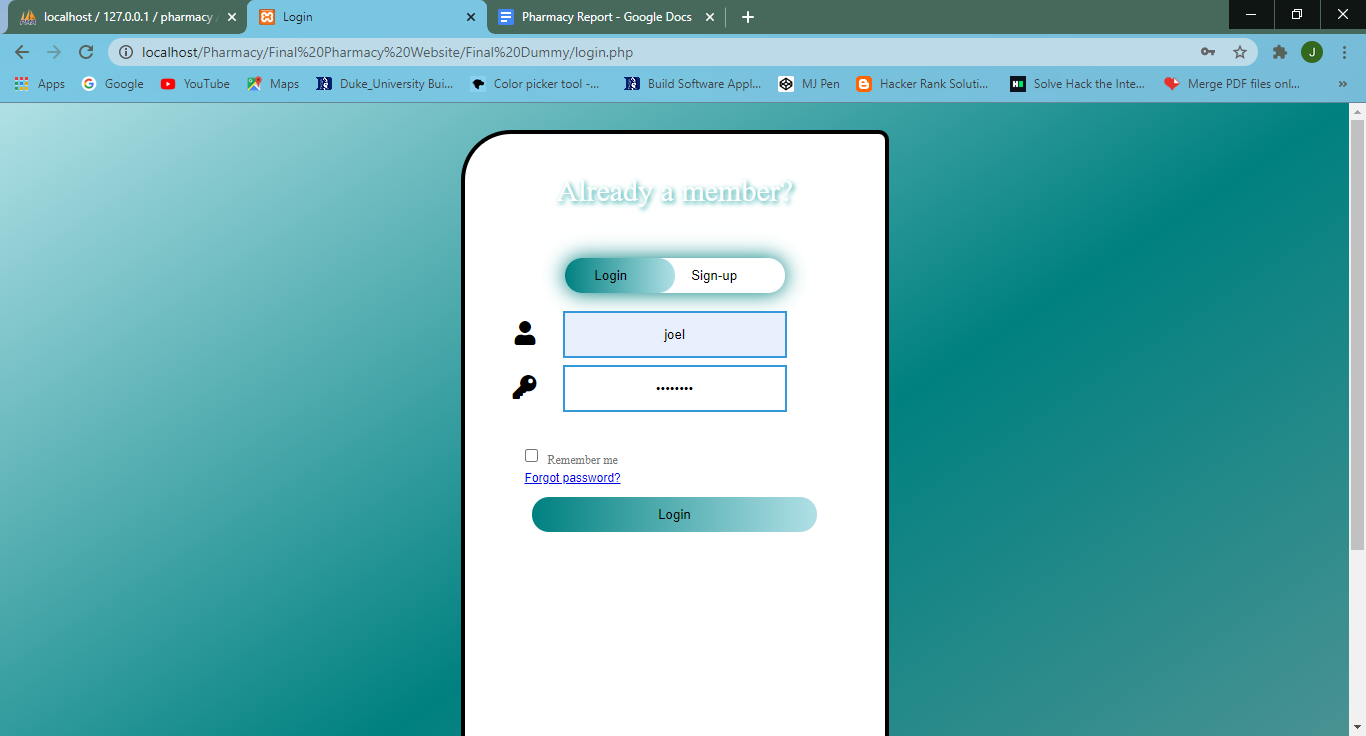 localhost / 127.0.0.1 / pharmacy
Login
Pharmacy Report - Google Docs
localhost/Pharmacy/Final%20Pharmacy%20Website/Final%20Dummy/login.php
J
Apps
Google
YouTube
Maps
Duke_University Bui...
Color picker tool -...
Build Software Appl...
MJ Pen
Hacker Rank Soluti...
Solve Hack the Inte...
Merge PDF files onl...
»
Already a member?
Login Sign-up
joel
••••••••
Remember me
Forgot password?
Login